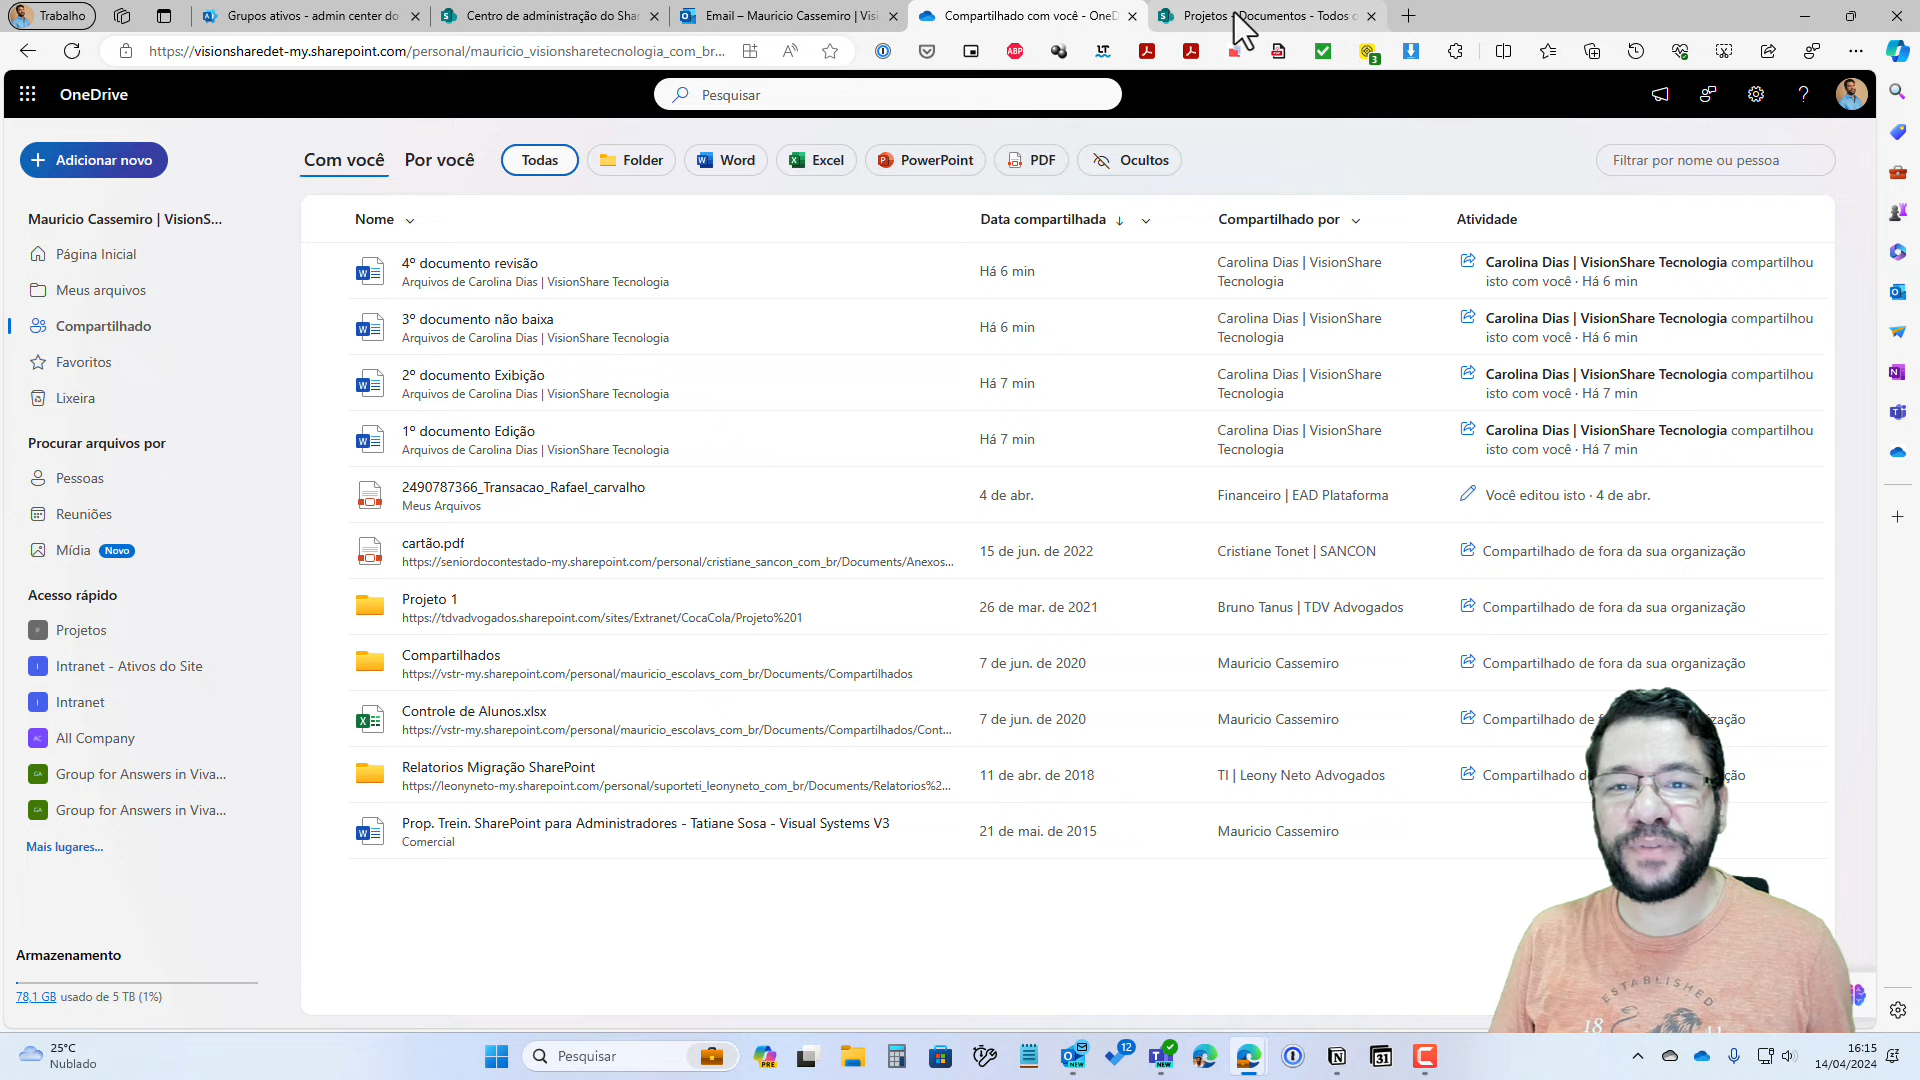 Trabalho
Grupos ativos - admin center do
Centro de administração do Shar
Email – Mauricio Cassemiro | Visi
Compartilhado com você - OneD
Projetos - Documentos - Todos o
https://visionsharedet-my.sharepoint.com/personal/mauricio_visionsharetecnologia_com_br...
ABP
LT
3
OneDrive
Pesquisar
Adicionar novo
Com você
Por você
Todas
Folder
Word
Excel
PowerPoint
PDF
Ocultos
Filtrar por nome ou pessoa
Mauricio Cassemiro | VisionS...
Página Inicial
Meus arquivos
Compartilhado
Favoritos
Lixeira
Procurar arquivos por
Pessoas
Reuniões
Mídia Novo
Acesso rápido
Projetos
Intranet - Ativos do Site
Intranet
All Company
Group for Answers in Viva...
Group for Answers in Viva...
Mais lugares...
Armazenamento
78,1 GB usado de 5 TB (1%)
Nome Data compartilhada Compartilhado por Atividade
4º documento revisão
Arquivos de Carolina Dias | VisionShare Tecnologia
Há 6 min
Carolina Dias | VisionShare
Tecnologia
Carolina Dias | VisionShare Tecnologia compartilhou
isto com você · Há 6 min
3º documento não baixa
Arquivos de Carolina Dias | VisionShare Tecnologia
Há 6 min
Carolina Dias | VisionShare
Tecnologia
Carolina Dias | VisionShare Tecnologia compartilhou
isto com você · Há 6 min
2º documento Exibição
Arquivos de Carolina Dias | VisionShare Tecnologia
Há 7 min
Carolina Dias | VisionShare
Tecnologia
Carolina Dias | VisionShare Tecnologia compartilhou
isto com você · Há 7 min
1º documento Edição
Arquivos de Carolina Dias | VisionShare Tecnologia
Há 7 min
Carolina Dias | VisionShare
Tecnologia
Carolina Dias | VisionShare Tecnologia compartilhou
isto com você · Há 7 min
2490787366_Transacao_Rafael_carvalho
Meus Arquivos
4 de abr.
Financeiro | EAD Plataforma
Você editou isto · 4 de abr.
cartão.pdf
https://seniordocontestado-my.sharepoint.com/personal/cristiane_sancon_com_br/Documents/Anexos...
15 de jun. de 2022
Cristiane Tonet | SANCON
Compartilhado de fora da sua organização
Projeto 1
https://tdvadvogados.sharepoint.com/sites/Extranet/CocaCola/Projeto%201
26 de mar. de 2021
Bruno Tanus | TDV Advogados
Compartilhado de fora da sua organização
Compartilhados
https://vstr-my.sharepoint.com/personal/mauricio_escolavs_com_br/Documents/Compartilhados
7 de jun. de 2020
Mauricio Cassemiro
Compartilhado de fora da sua organização
Controle de Alunos.xlsx
https://vstr-my.sharepoint.com/personal/mauricio_escolavs_com_br/Documents/Compartilhados/Cont...
7 de jun. de 2020
Mauricio Cassemiro
Compartilhado de
Relatorios Migração SharePoint
https://leonyneto-my.sharepoint.com/personal/suporteti_leonyneto_com_br/Documents/Relatorios%2...
11 de abr. de 2018
TI | Leony Neto Advogados
Compartilhado
Prop. Trein. SharePoint para Administradores - Tatiane Sosa - Visual Systems V3
Comercial
21 de mai. de 2015
Mauricio Cassemiro
ESTABLISHED
18
25°C
Nublado
Pesquisar
PRE
NEW
12
NEW
31
16:15
14/04/2024